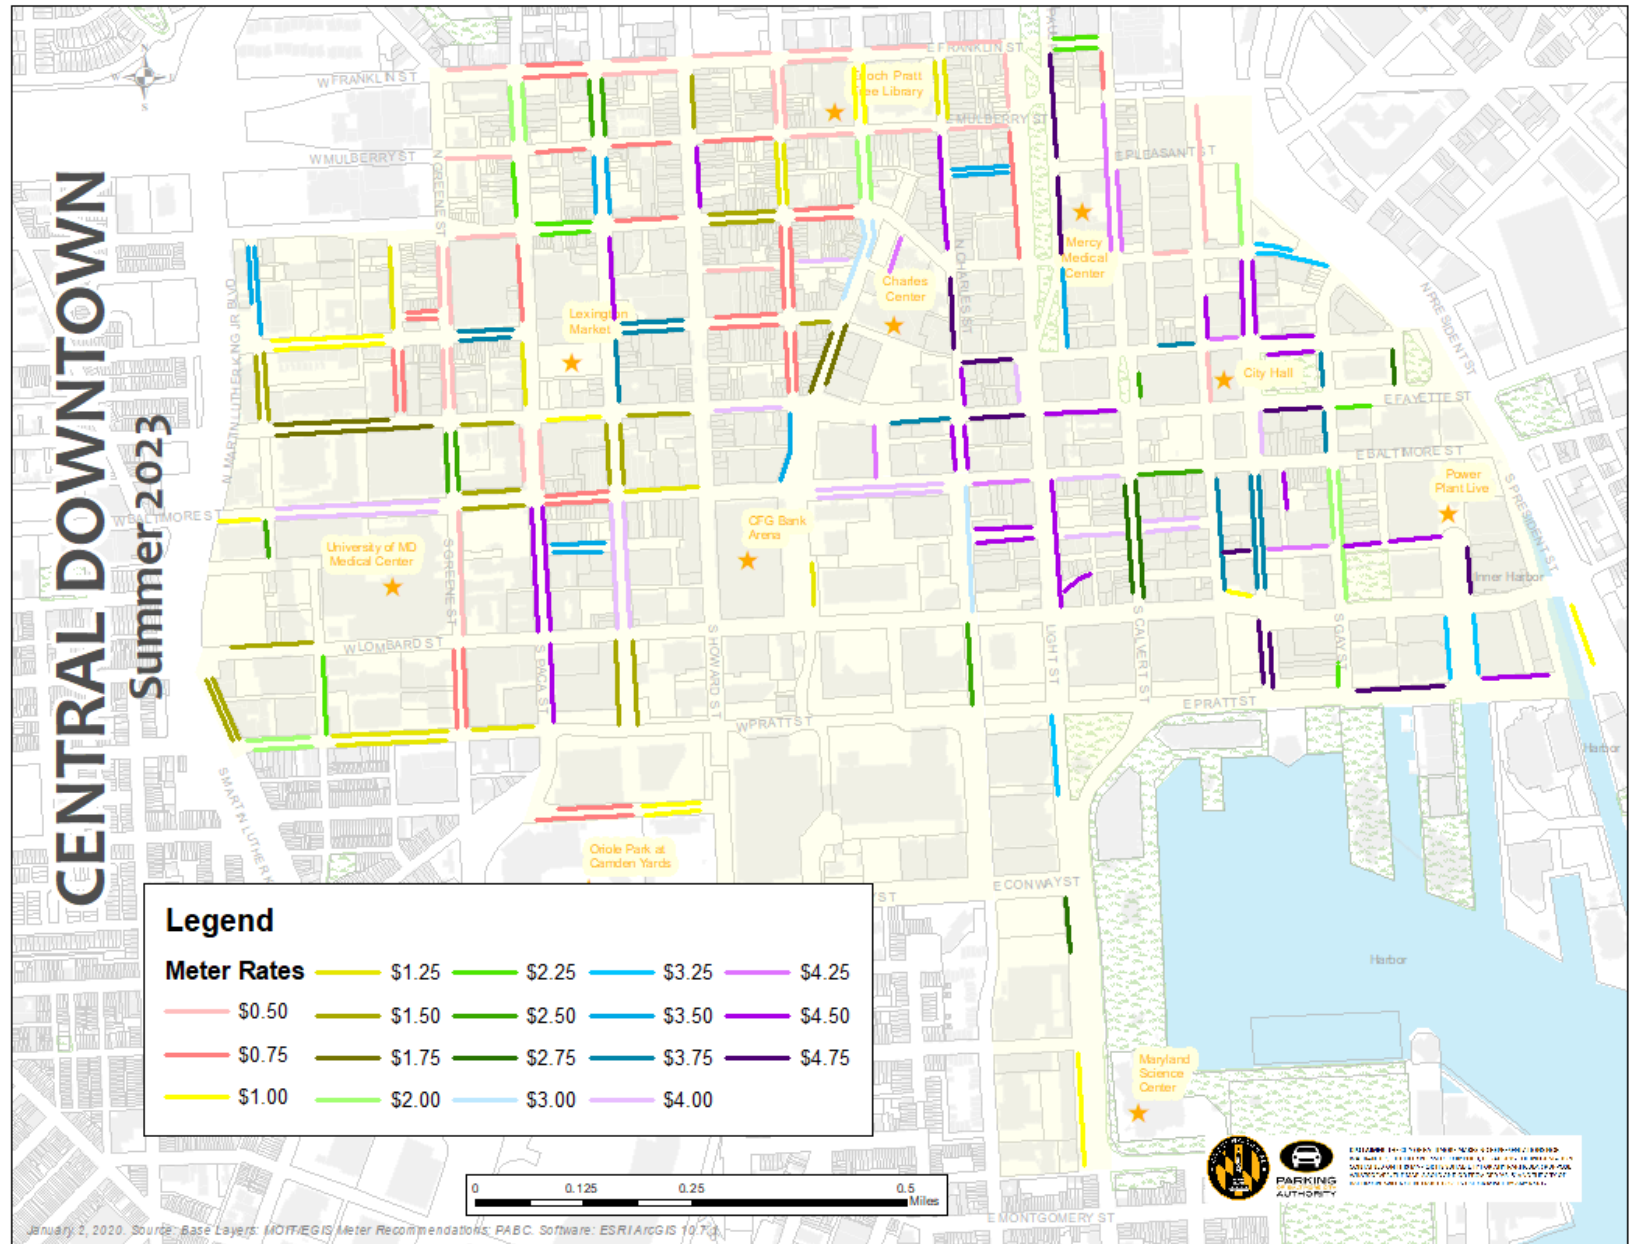 CENTRAL DOWNTOWN
Summer 2023
N
W
E
S
W FRANKLIN ST
E FRANKLIN ST
Enoch Pratt
Free Library
W MULBERRY ST
E MULBERRY ST
E PLEASANT ST
N GREENE ST
N CHARLES ST
Mercy
Medical
Center
Charles
Center
Lexington
Market
City Hall
N MARTIN LUTHER KING JR BLVD
N PRESIDENT ST
E FAYETTE ST
E BALTIMORE ST
W BALTIMORE ST
Power
Plant Live
S PRESIDENT ST
CFG Bank
Arena
University of MD
Medical Center
Inner Harbor
S GREENE ST
W LOMBARD ST
S PACA ST
S HOWARD ST
LIGHT ST
S CALVERT ST
S GAY ST
W PRATT ST
E PRATT ST
Harbor
S MARTIN LUTHER K
Oriole Park at
Camden Yards
E CONWAY ST
Y ST
Harbor
Maryland
Science
Center
E MONTGOMERY ST
Legend
Meter Rates
$0.50
$0.75
$1.00
$1.25
$1.50
$1.75
$2.00
$2.25
$2.50
$2.75
$3.00
$3.25
$3.50
$3.75
$4.00
$4.25
$4.50
$4.75
0 0.125 0.25 0.5
Miles
PARKING
AUTHORITY
January 2, 2020. Source: Base Layers: MOIT/EGIS Meter Recommendations: PABC. Software: ESRI ArcGIS 10.7.1